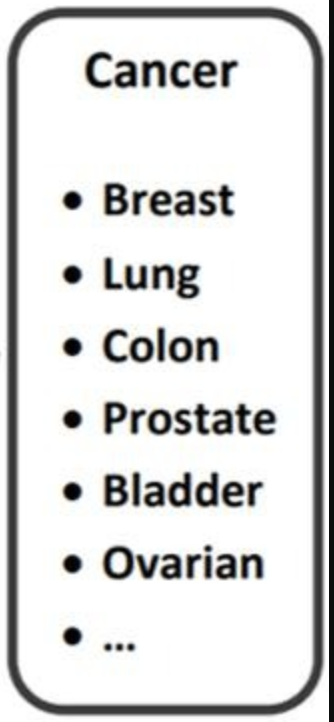 Cancer
• Breast
• Lung
• Colon
• Prostate
• Bladder
• Ovarian
• ...